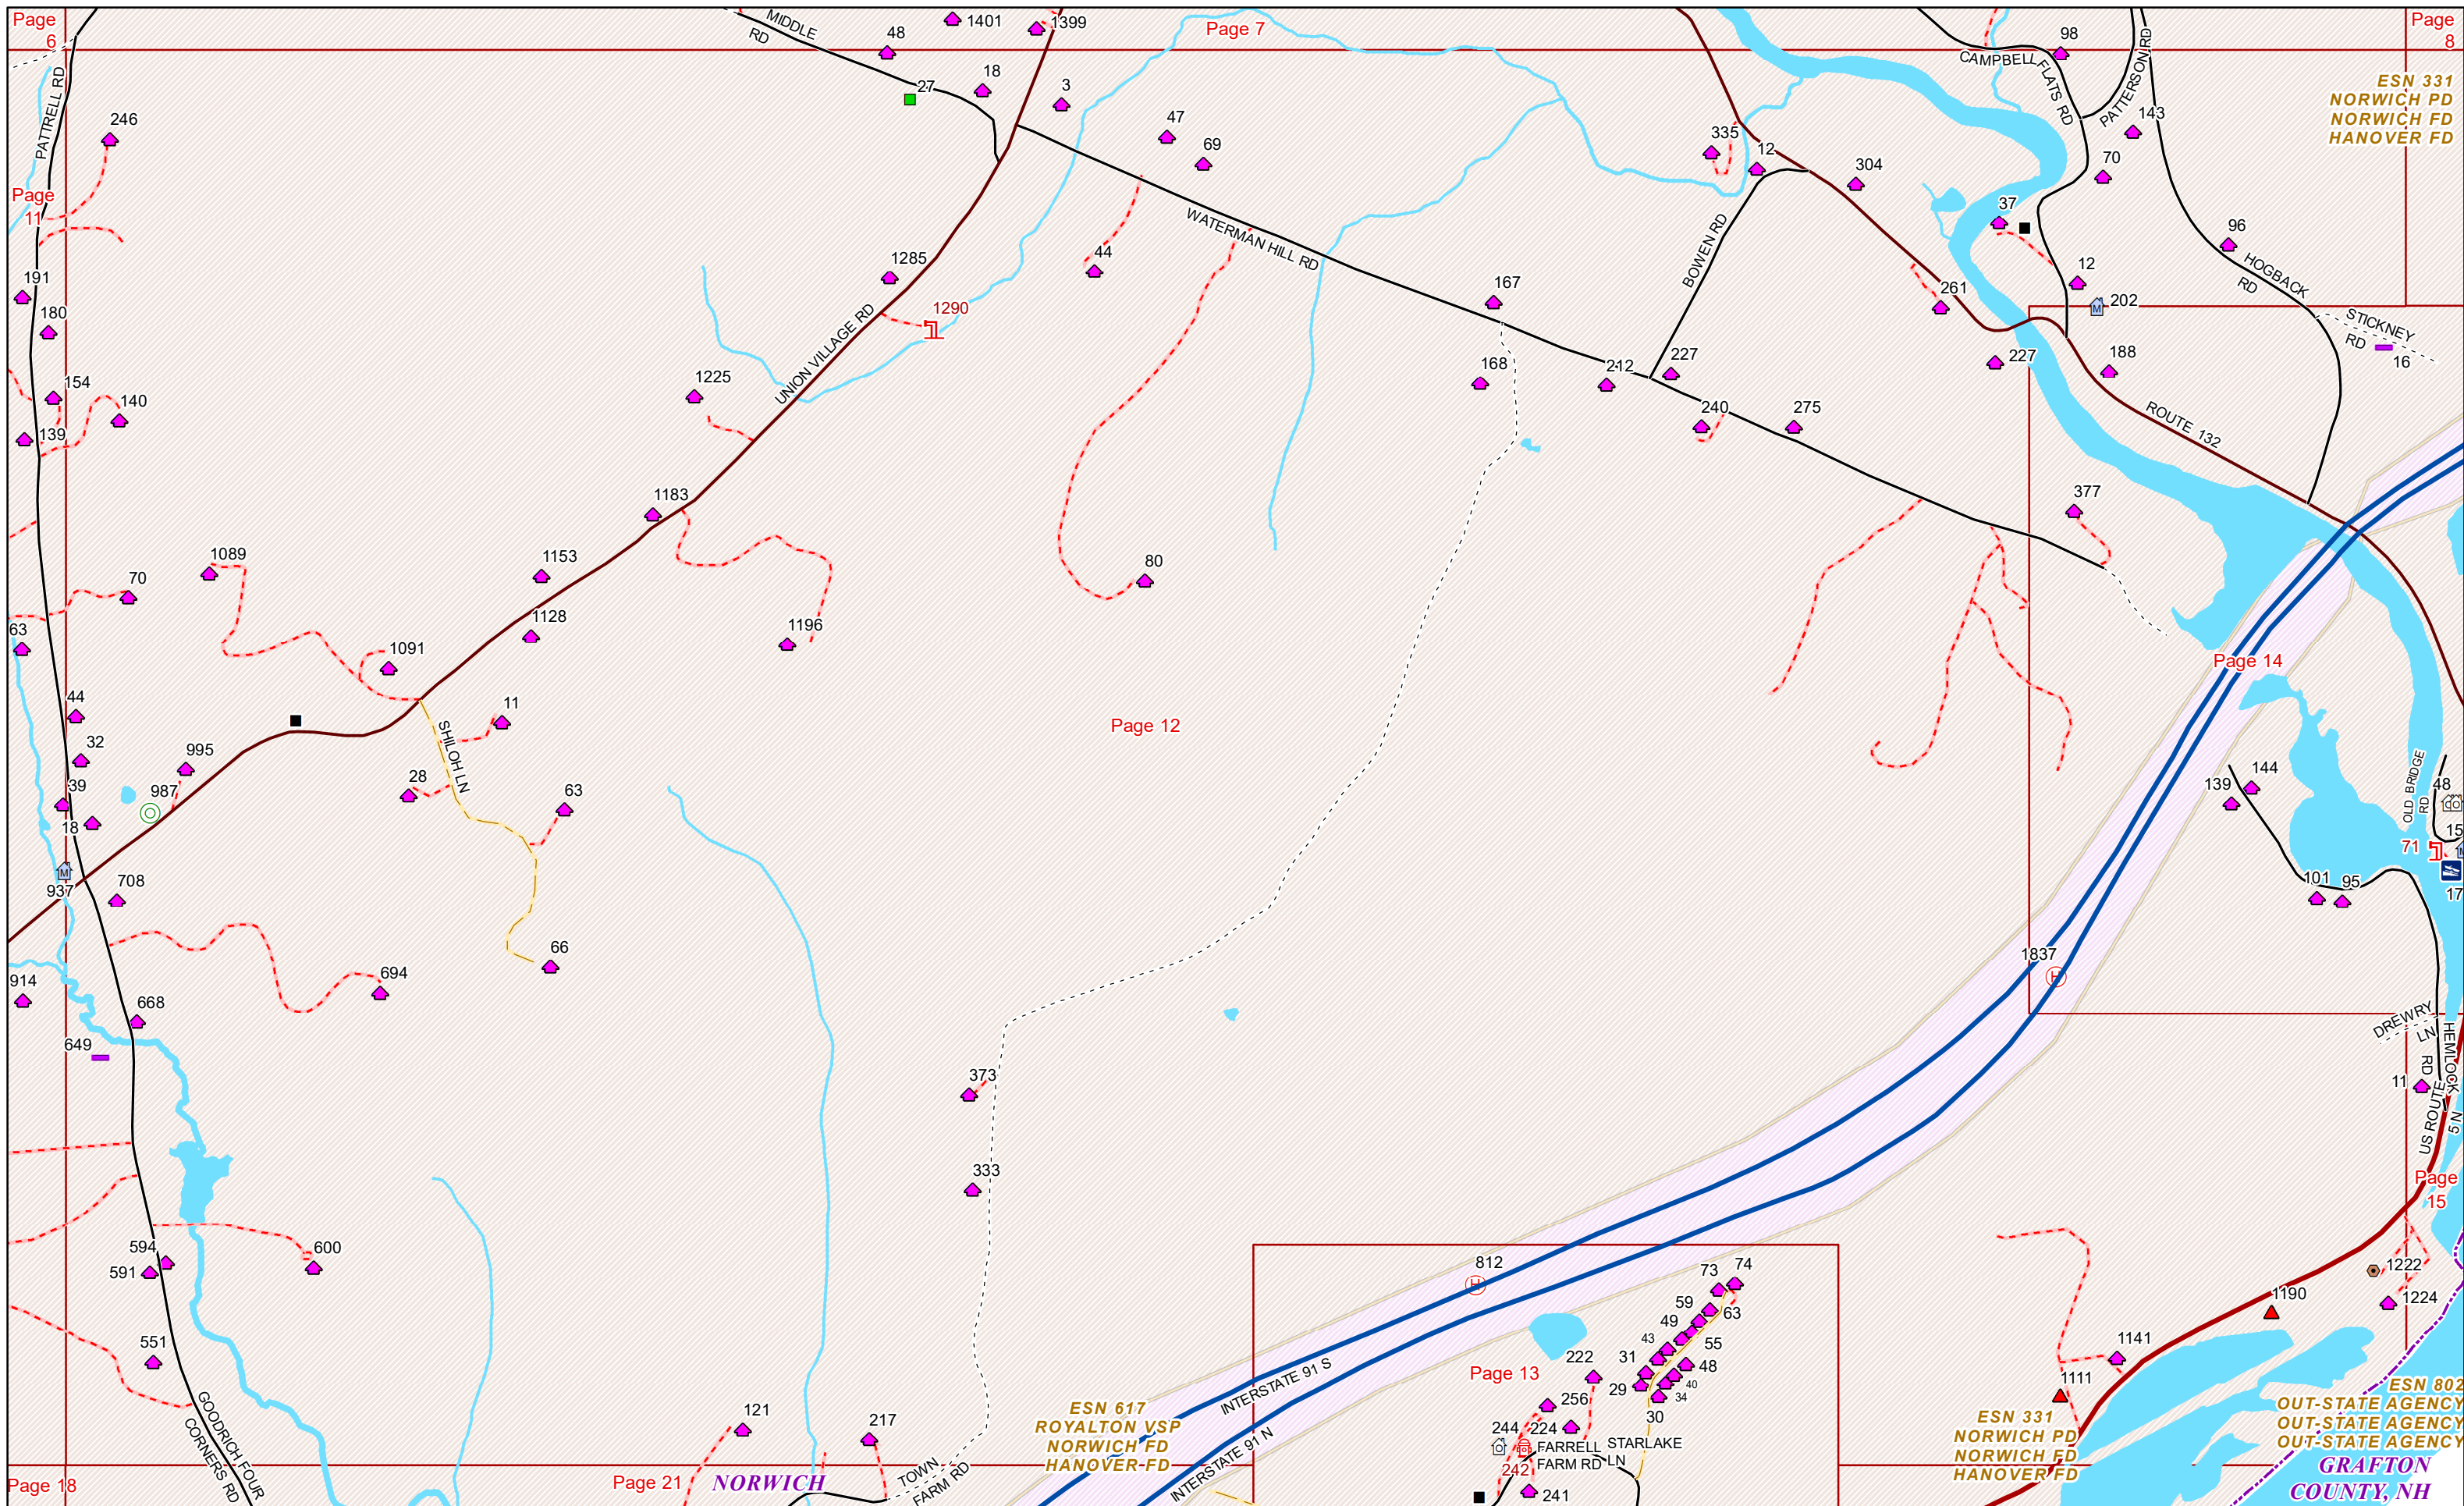 Page
6
MIDDLE
RD
48
1401
1399
Page 7
CAMPBELL
FLATS RD
98
PATTERSON RD
Page
8
ESN 331
NORWICH PD
NORWICH FD
HANOVER FD
PATTRELL RD
246
27
18
3
47
69
335
12
304
143
70
37
96
Page
11
WATERMAN HILL RD
BOWEN RD
HOGBACK
RD
44
1285
1290
191
180
167
261
12
202
STICKNEY
RD
16
UNION VILLAGE RD
1225
154
140
139
168
212
227
227
188
240
275
ROUTE 132
1183
377
1153
1128
1089
70
80
1196
63
1091
Page 14
44
11
Page 12
SHILOH LN
32
995
28
63
39
987
18
OLD BRIDGE
RD
144
139
48
15
71
17
937
708
101
95
66
694
914
668
1837
649
DREWRY
LN
HEMLOCK
RD
11
US ROUTE
5 N
373
333
Page
15
594
591
600
812
73
74
59
63
49
43
55
31
48
29
40
34
30
1222
1224
1190
551
1141
1111
INTERSTATE 91 S
Page 13
222
256
GOODRICH FOUR
CORNERS RD
121
217
ESN 617
ROYALTON VSP
NORWICH FD
HANOVER FD
INTERSTATE 91 N
244
224
FARRELL
FARM RD
STARLAKE
LN
242
241
ESN 331
NORWICH PD
NORWICH FD
HANOVER FD
ESN 802
OUT-STATE AGENCY
OUT-STATE AGENCY
OUT-STATE AGENCY
GRAFTON
COUNTY, NH
Page 18
Page 21
NORWICH
TOWN
FARM RD